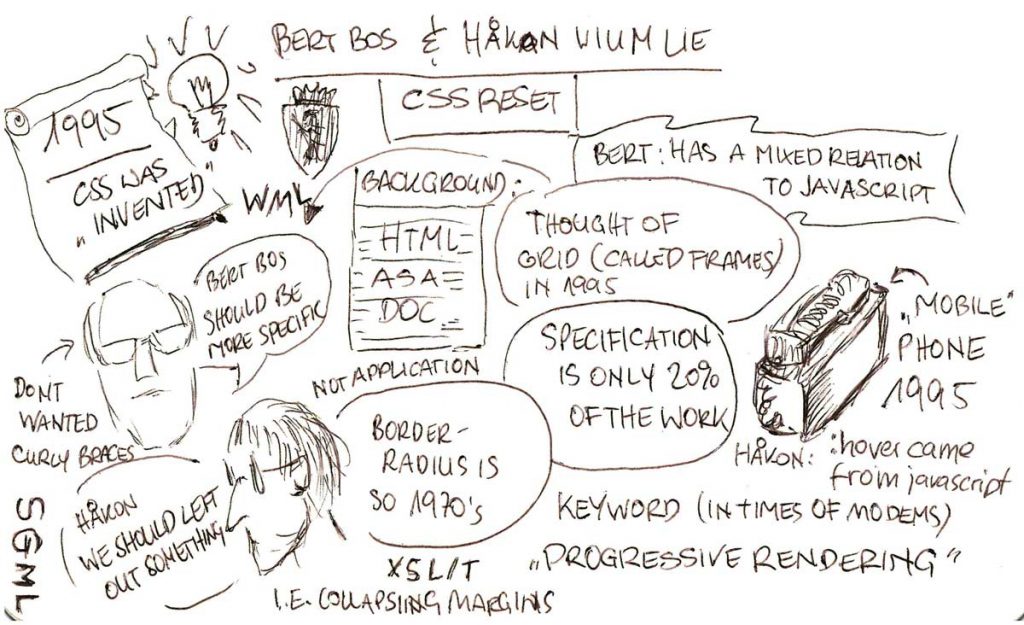 BERT BOS & HÅKON WIUM LIE
1995
CSS WAS
„INVENTED”
CSS RESET
BERT: HAS A MIXED RELATION
TO JAVASCRIPT
WML
BACKGROUND:
HTML
AS A
DOC
NOT APPLICATION
THOUGHT OF
GRID (CALLED FRAMES)
IN 1995
BERT BOS
SHOULD BE
MORE SPECIFIC
SPECIFICATION
IS ONLY 20%
OF THE WORK
„MOBILE”
PHONE
1995
DON'T
WANTED
CURLY BRACES
BORDER-
RADIUS IS
SO 1970's
HÅKON:
:hover came
from javascript
HÅKON
WE SHOULD LEFT
OUT SOMETHING
I.E. COLLAPSIING MARGINS
SGML
XSL/T
KEYWORD (IN TIMES OF MODEMS)
„PROGRESSIVE RENDERING”